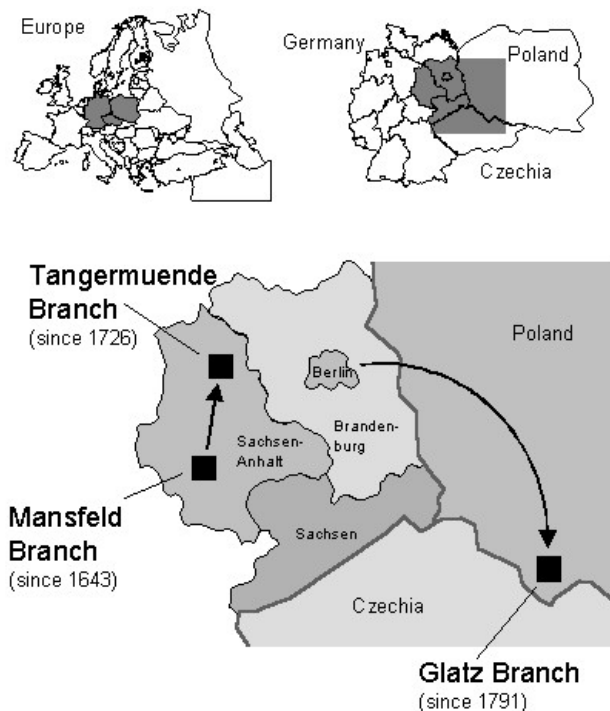 Europe
Germany
Poland
Czechia
Tangermuende
Branch
(since 1726)
Poland
Berlin
Branden-
burg
Sachsen-
Anhalt
Mansfeld
Branch
(since 1643)
Sachsen
Czechia
Glatz Branch
(since 1791)